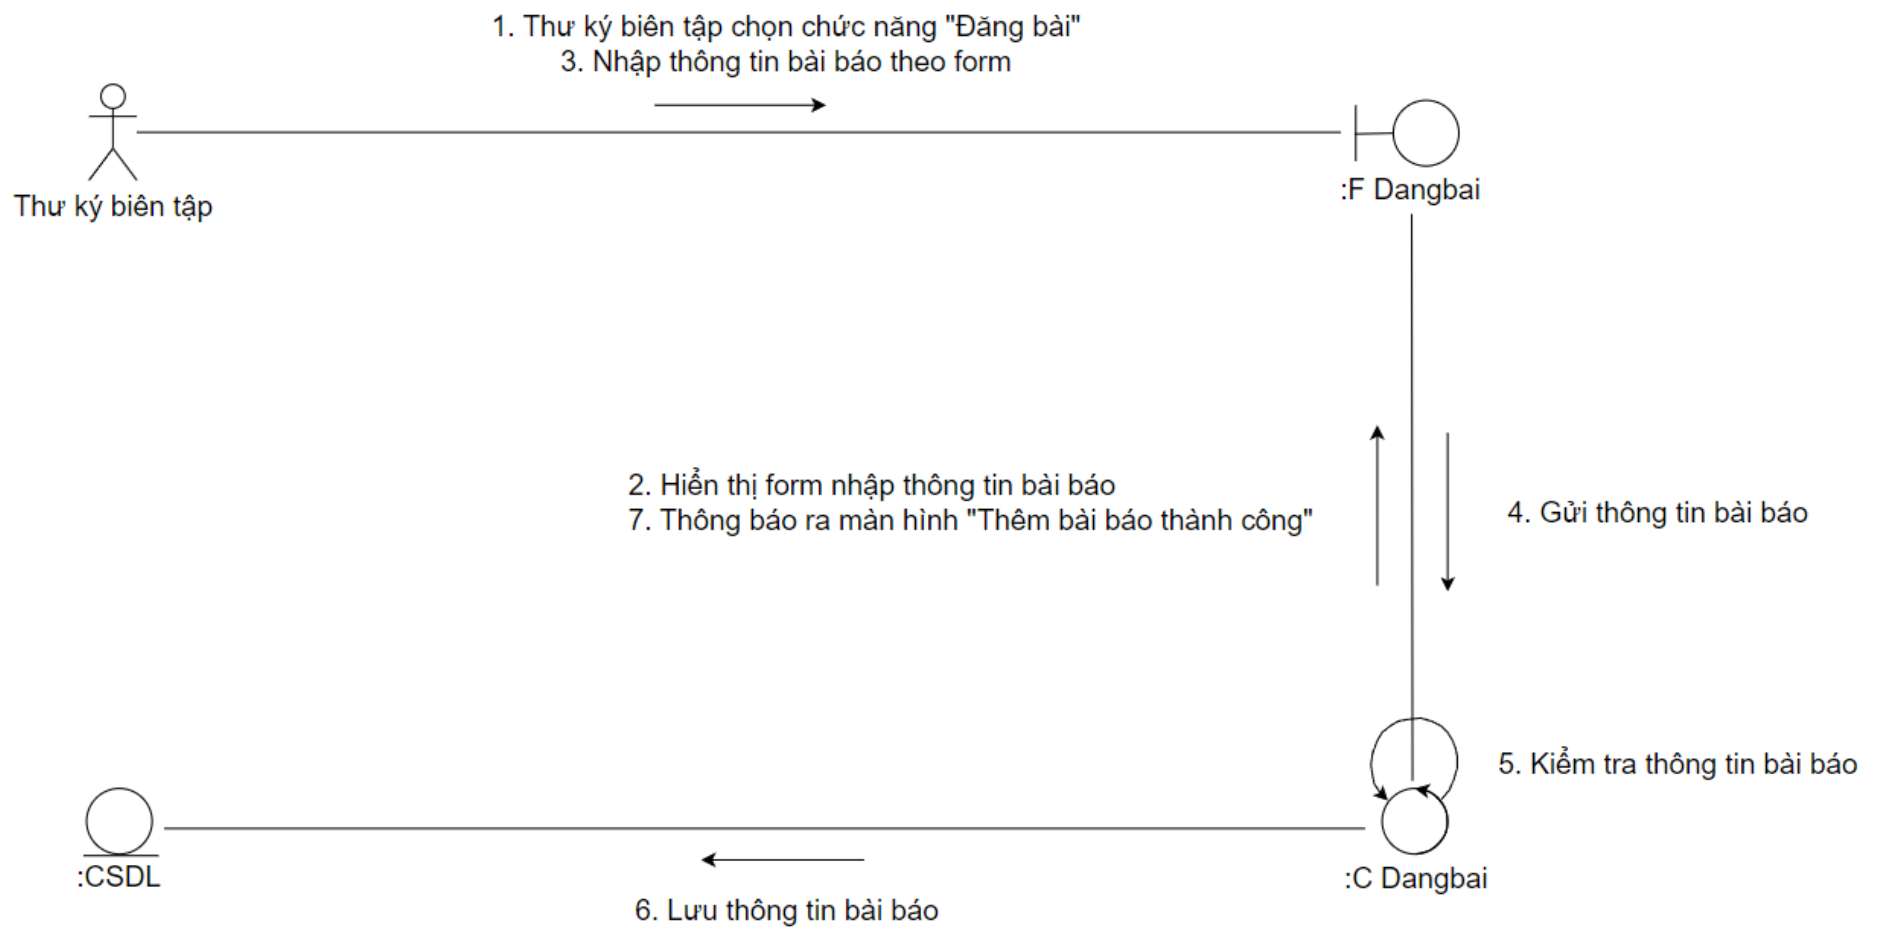 1. Thư ký biên tập chọn chức năng "Đăng bài"
3. Nhập thông tin bài báo theo form
Thư ký biên tập
:F Dangbai
2. Hiển thị form nhập thông tin bài báo
7. Thông báo ra màn hình "Thêm bài báo thành công"
4. Gửi thông tin bài báo
5. Kiểm tra thông tin bài báo
:CSDL
:C Dangbai
6. Lưu thông tin bài báo